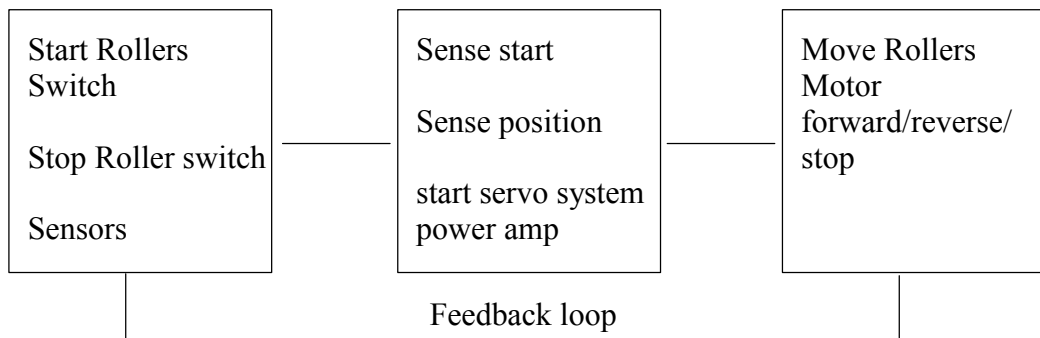 Start Rollers
Switch
Stop Roller switch
Sensors
Sense start
Sense position
start servo system
power amp
Move Rollers
Motor
forward/reverse/
stop
Feedback loop